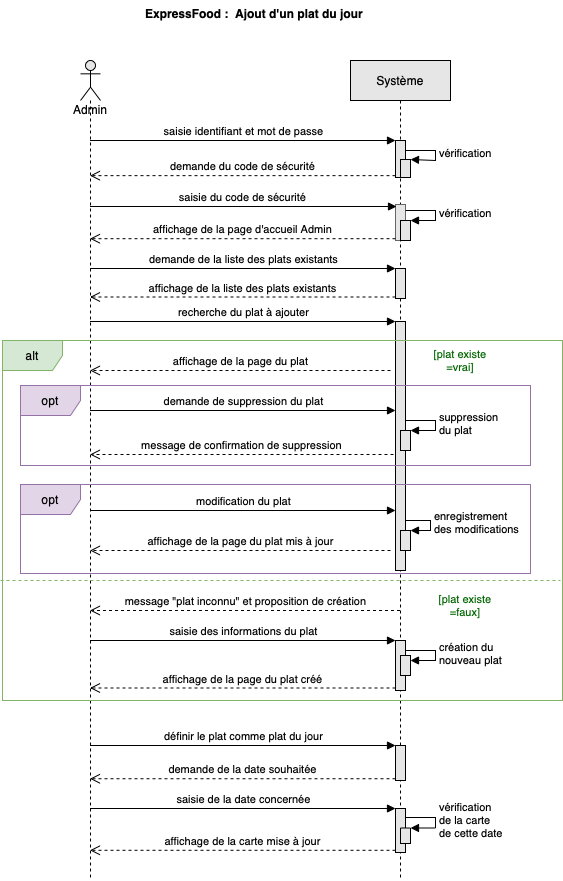 ExpressFood : Ajout d'un plat du jour
Admin
Système
saisie identifiant et mot de passe
vérification
demande du code de sécurité
saisie du code de sécurité
vérification
affichage de la page d'accueil Admin
demande de la liste des plats existants
affichage de la liste des plats existants
recherche du plat à ajouter
alt
[plat existe
=vrai]
affichage de la page du plat
opt
demande de suppression du plat
suppression
du plat
message de confirmation de suppression
opt
modification du plat
enregistrement
des modifications
affichage de la page du plat mis à jour
[plat existe
=faux]
message "plat inconnu" et proposition de création
saisie des informations du plat
création du
nouveau plat
affichage de la page du plat créé
définir le plat comme plat du jour
demande de la date souhaitée
saisie de la date concernée
vérification
de la carte
de cette date
affichage de la carte mise à jour